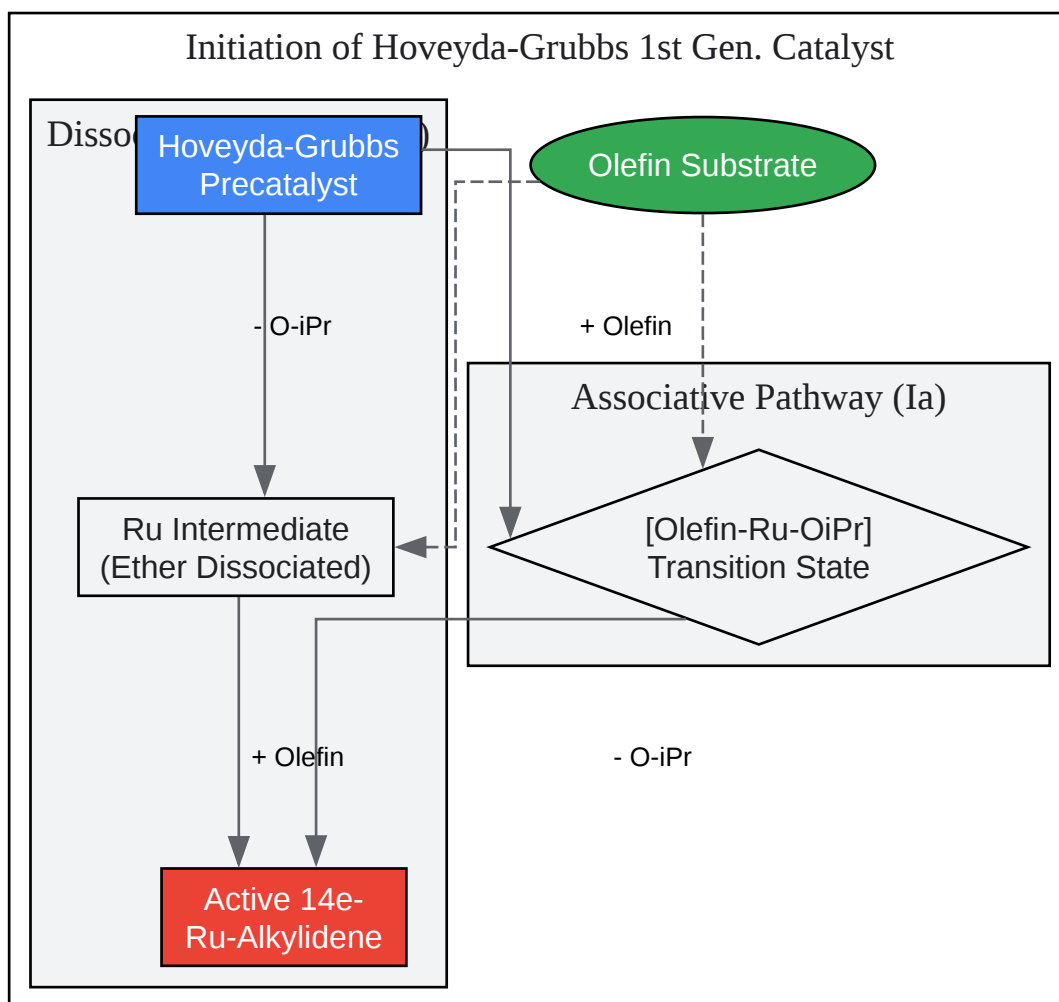 Initiation of Hoveyda-Grubbs 1st Gen. Catalyst
Hoveyda-Grubbs
Precatalyst
Olefin Substrate
- O-iPr
+ Olefin
Associative Pathway (Ia)
Ru Intermediate
(Ether Dissociated)
[Olefin-Ru-OiPr]
Transition State
+ Olefin
- O-iPr
Active 14e-
Ru-Alkylidene